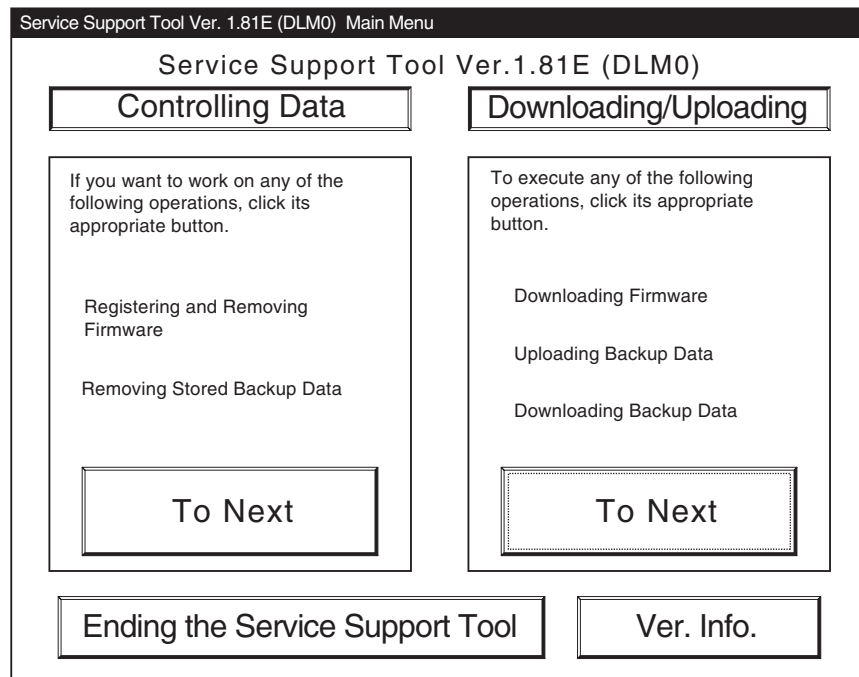 Service Support Tool Ver. 1.81E (DLM0) Main Menu
Service Support Tool Ver.1.81E (DLM0)
Controlling Data
If you want to work on any of the
following operations, click its
appropriate button.
Registering and Removing
Firmware
Removing Stored Backup Data
To Next
Downloading/Uploading
To execute any of the following
operations, click its appropriate
button.
Downloading Firmware
Uploading Backup Data
Downloading Backup Data
To Next
Ending the Service Support Tool
Ver. Info.